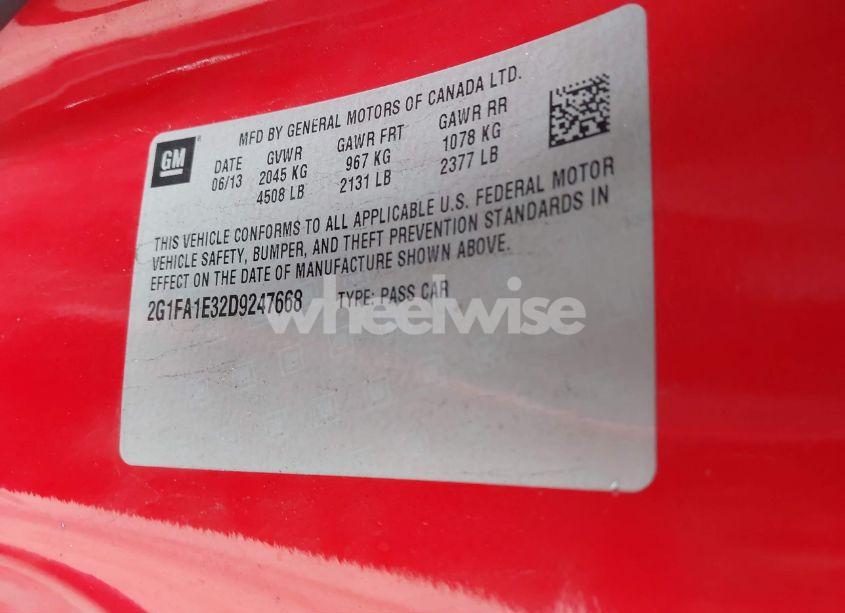 GM
MFD BY GENERAL MOTORS OF CANADA LTD.
DATE GVWR GAWR FRT GAWR RR
06/13 2045 KG 967 KG 1078 KG
4508 LB 2131 LB 2377 LB
THIS VEHICLE CONFORMS TO ALL APPLICABLE U.S. FEDERAL MOTOR
VEHICLE SAFETY, BUMPER, AND THEFT PREVENTION STANDARDS IN
EFFECT ON THE DATE OF MANUFACTURE SHOWN ABOVE.
2G1FA1E32D9247668 TYPE: PASS CAR
wheelwise